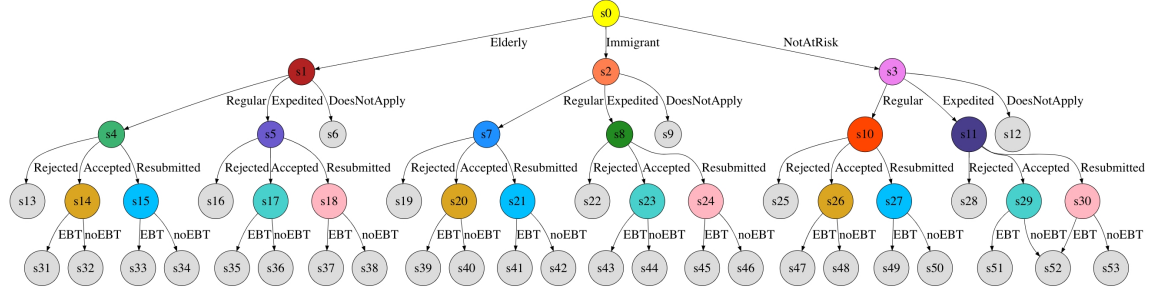 s0
Elderly Immigrant NotAtRisk
s1 s2 s3
Regular Expedited DoesNotApply Regular Expedited DoesNotApply Regular Expedited DoesNotApply
s4 s5 s6 s7 s8 s9 s10 s11 s12
Rejected Accepted Resubmitted Rejected Accepted Resubmitted Rejected Accepted Resubmitted Rejected Accepted Resubmitted Rejected Accepted Resubmitted Rejected Accepted Resubmitted
s13 s14 s15 s16 s17 s18 s19 s20 s21 s22 s23 s24 s25 s26 s27 s28 s29 s30
EBT noEBT EBT noEBT EBT noEBT EBT noEBT EBT noEBT EBT noEBT EBT noEBT EBT noEBT EBT noEBT EBT noEBT EBT noEBT EBT noEBT
s31 s32 s33 s34 s35 s36 s37 s38 s39 s40 s41 s42 s43 s44 s45 s46 s47 s48 s49 s50 s51 s52 s53